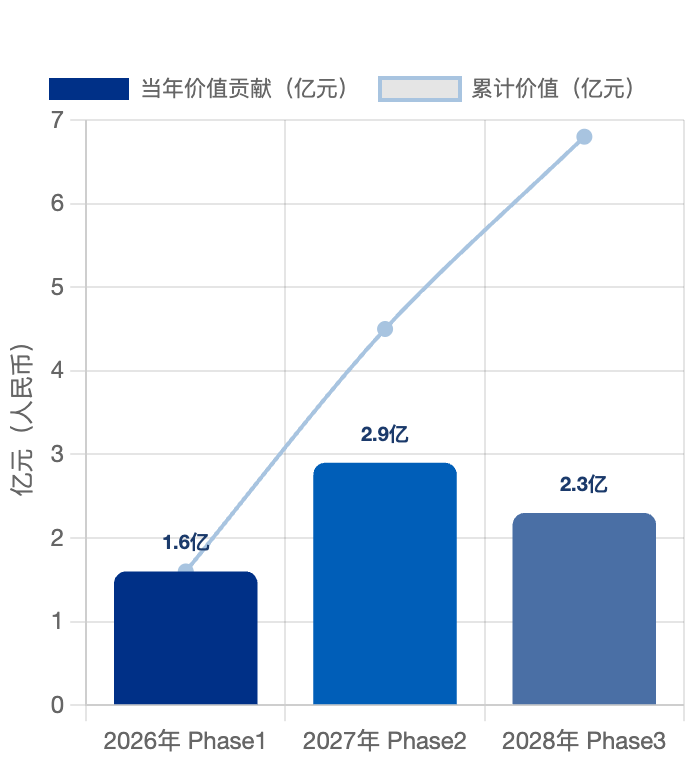 当年价值贡献（亿元）
累计价值（亿元）
亿元（人民币）
7
6
5
4
3
2
1
0
1.6亿
2.9亿
2.3亿
2026年 Phase1
2027年 Phase2
2028年 Phase3